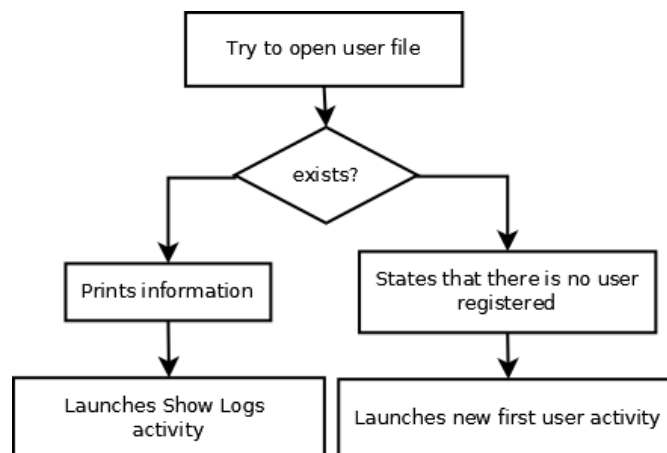 Try to open user file
exists?
Prints information
States that there is no user
registered
Launches Show Logs
activity
Launches new first user activity